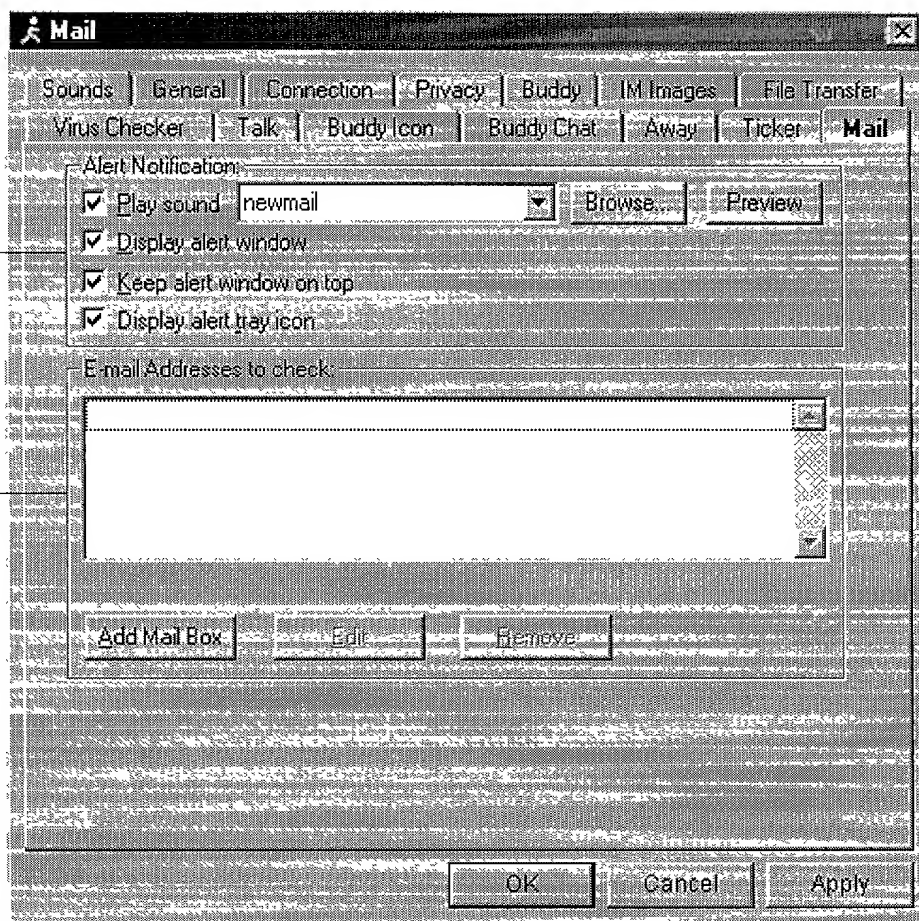 Mail
Sounds General Connection Privacy Buddy IM Images File Transfer
Virus Checker Talk Buddy Icon Buddy Chat Away Ticker Mail
Alert Notification:
Play sound newmail Browse... Preview
Display alert window
Keep alert window on top
Display alert tray icon
E-mail Addresses to check:
Add Mail Box Edit Remove
OK Cancel Apply